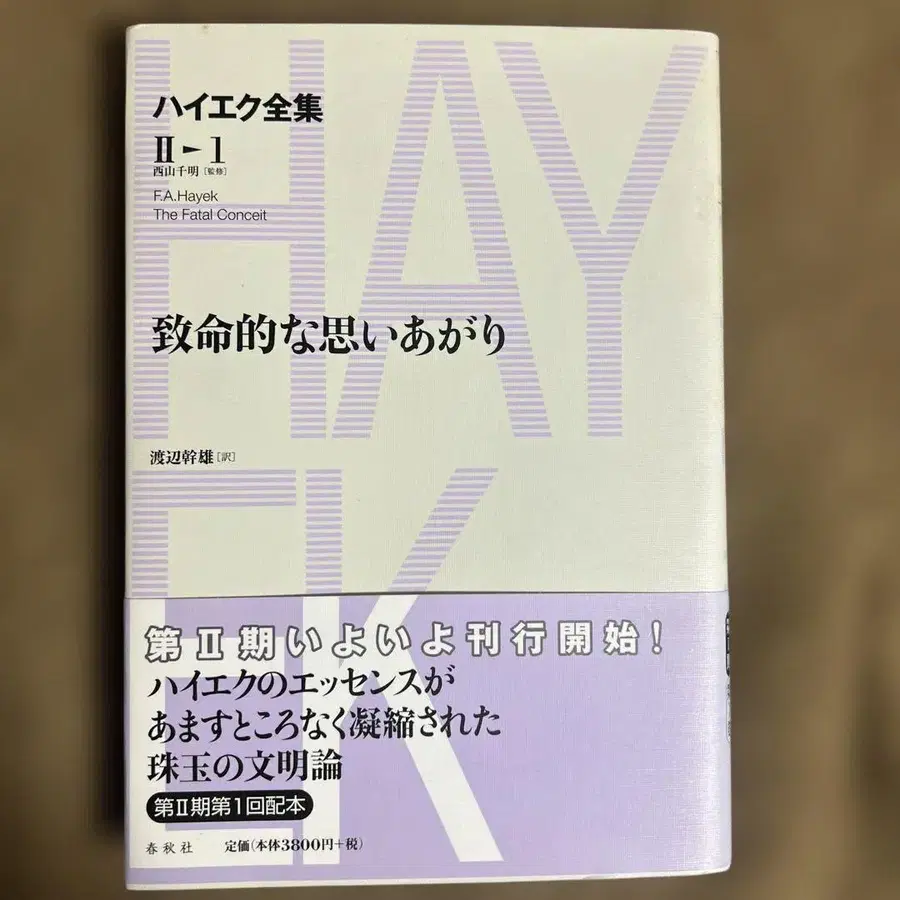 HAY
EK
ハイエク全集
Ⅱ►1
西山千明[監修]
F.A.Hayek
The Fatal Conceit
致命的な思いあがり
渡辺幹雄[訳]
第Ⅱ期いよいよ刊行開始！
ハイエクのエッセンスが
あますところなく凝縮された
珠玉の文明論
第Ⅱ期第1回配本
春秋社 定価(本体3800円+税)